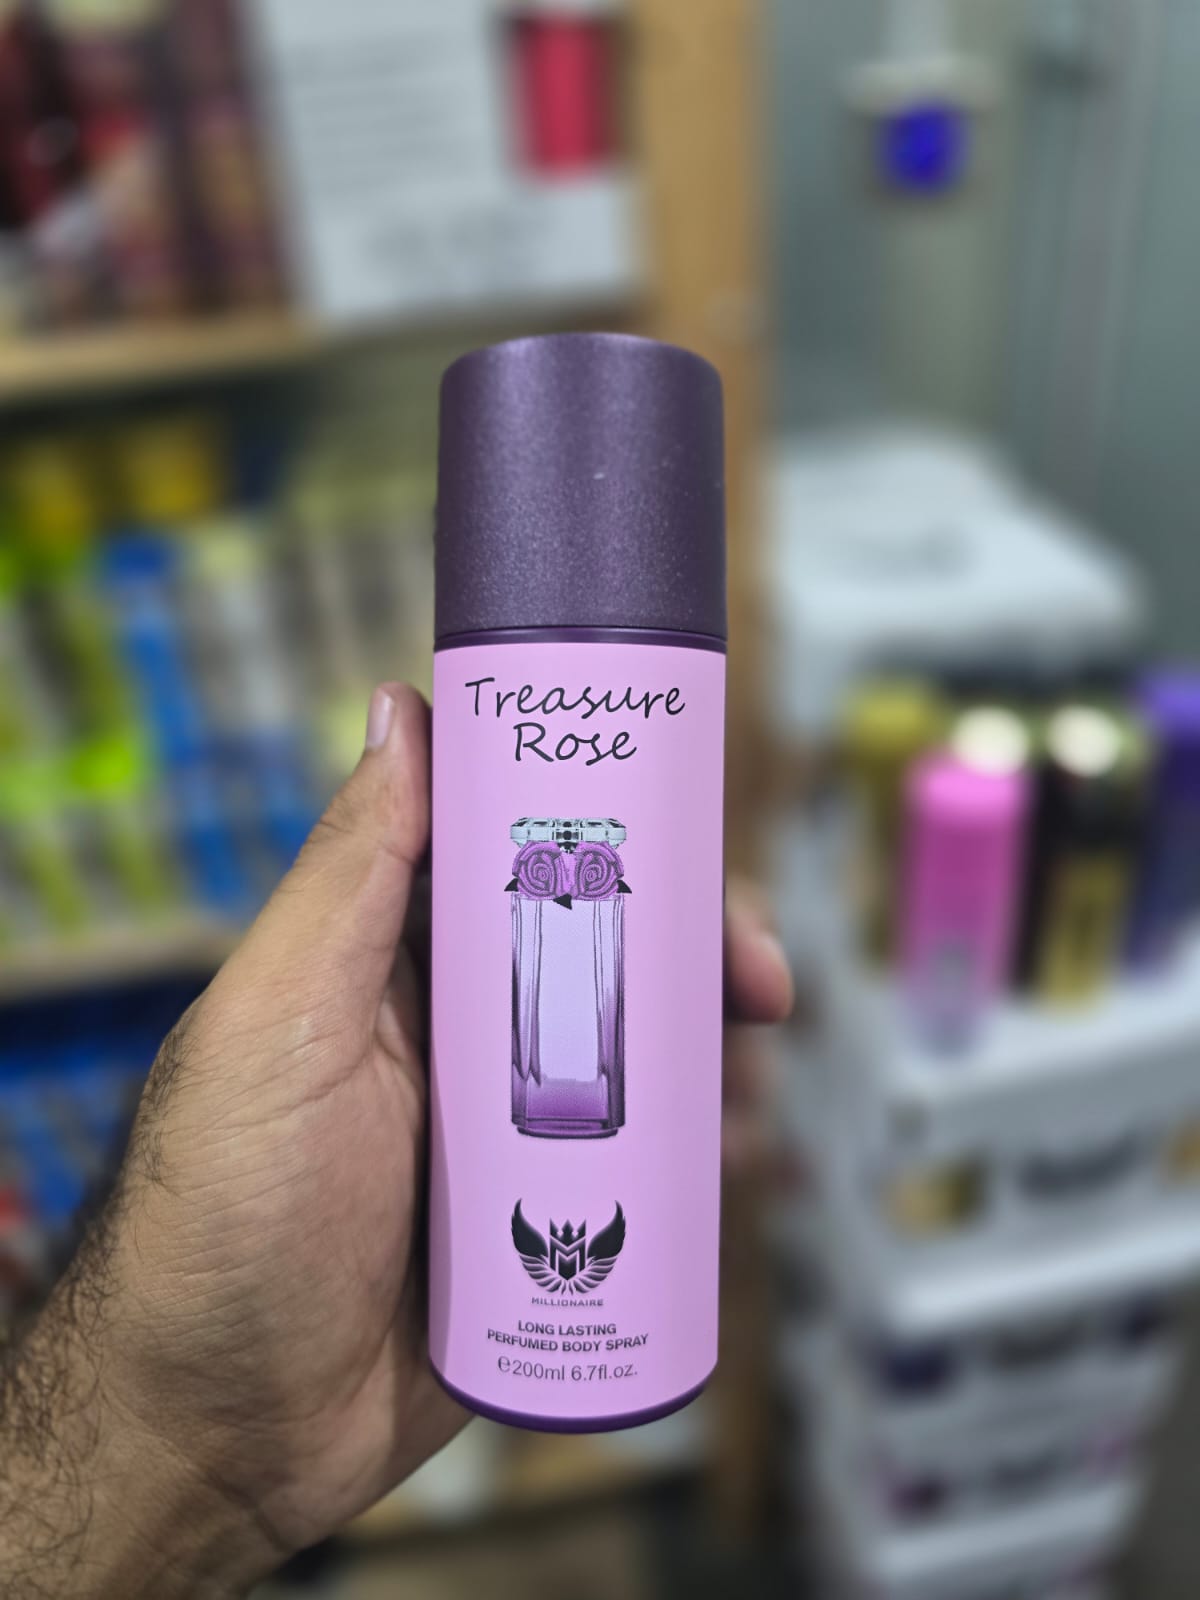 Treasure
Rose
MILLIONAIRE
LONG LASTING
PERFUMED BODY SPRAY
℮200ml 6.7fl.oz.